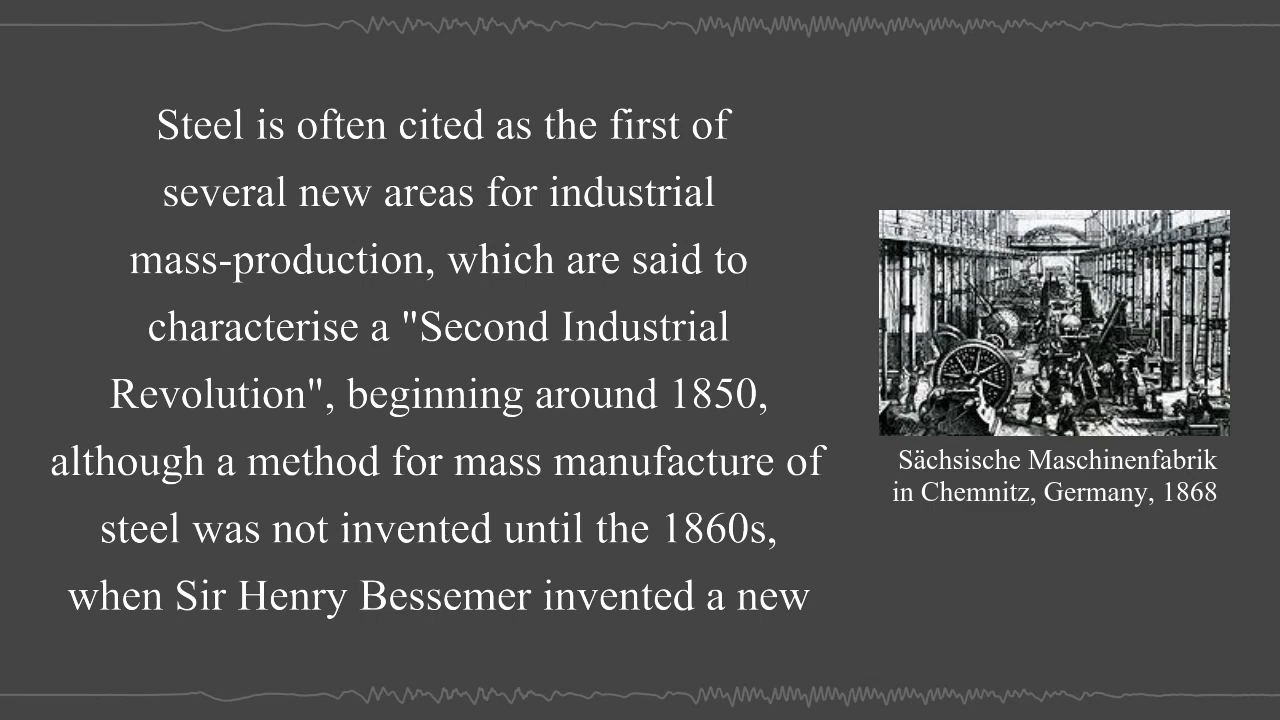 Steel is often cited as the first of
several new areas for industrial
mass-production, which are said to
characterise a "Second Industrial
Revolution", beginning around 1850,
although a method for mass manufacture of
steel was not invented until the 1860s,
when Sir Henry Bessemer invented a new
Sächsische Maschinenfabrik
in Chemnitz, Germany, 1868